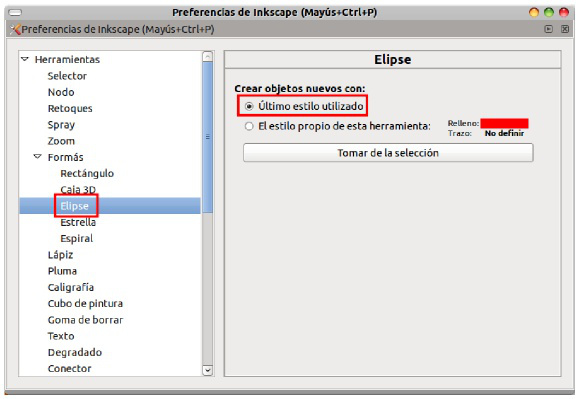 Preferencias de Inkscape (Mayús+Ctrl+P)
Preferencias de Inkscape (Mayús+Ctrl+P)
Herramientas
Selector
Nodo
Retoques
Spray
Zoom
Formás
Rectángulo
Caja 3D
Elipse
Estrella
Espiral
Lápiz
Pluma
Caligrafía
Cubo de pintura
Goma de borrar
Texto
Degradado
Conector
Elipse
Crear objetos nuevos con:
Último estilo utilizado
El estilo propio de esta herramienta:
Relleno:
Trazo: No definir
Tomar de la selección